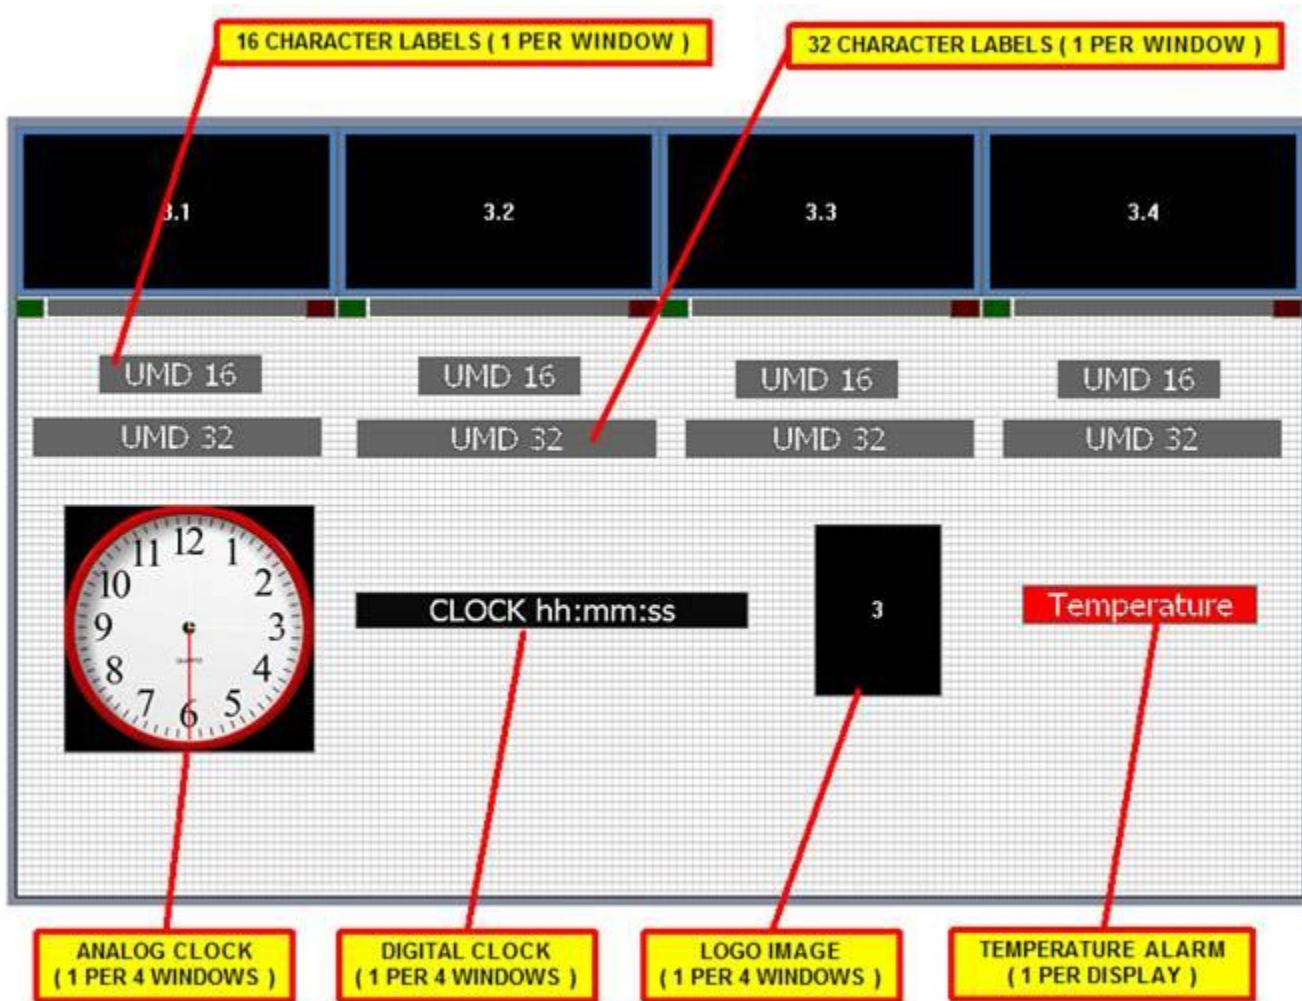 16 CHARACTER LABELS ( 1 PER WINDOW )
32 CHARACTER LABELS ( 1 PER WINDOW )
3.1
3.2
3.3
3.4
UMD 16
UMD 16
UMD 16
UMD 16
UMD 32
UMD 32
UMD 32
UMD 32
12
1
2
3
4
5
6
7
8
9
10
11
CLOCK hh:mm:ss
3
Temperature
ANALOG CLOCK
( 1 PER 4 WINDOWS )
DIGITAL CLOCK
( 1 PER 4 WINDOWS )
LOGO IMAGE
( 1 PER 4 WINDOWS )
TEMPERATURE ALARM
( 1 PER DISPLAY )